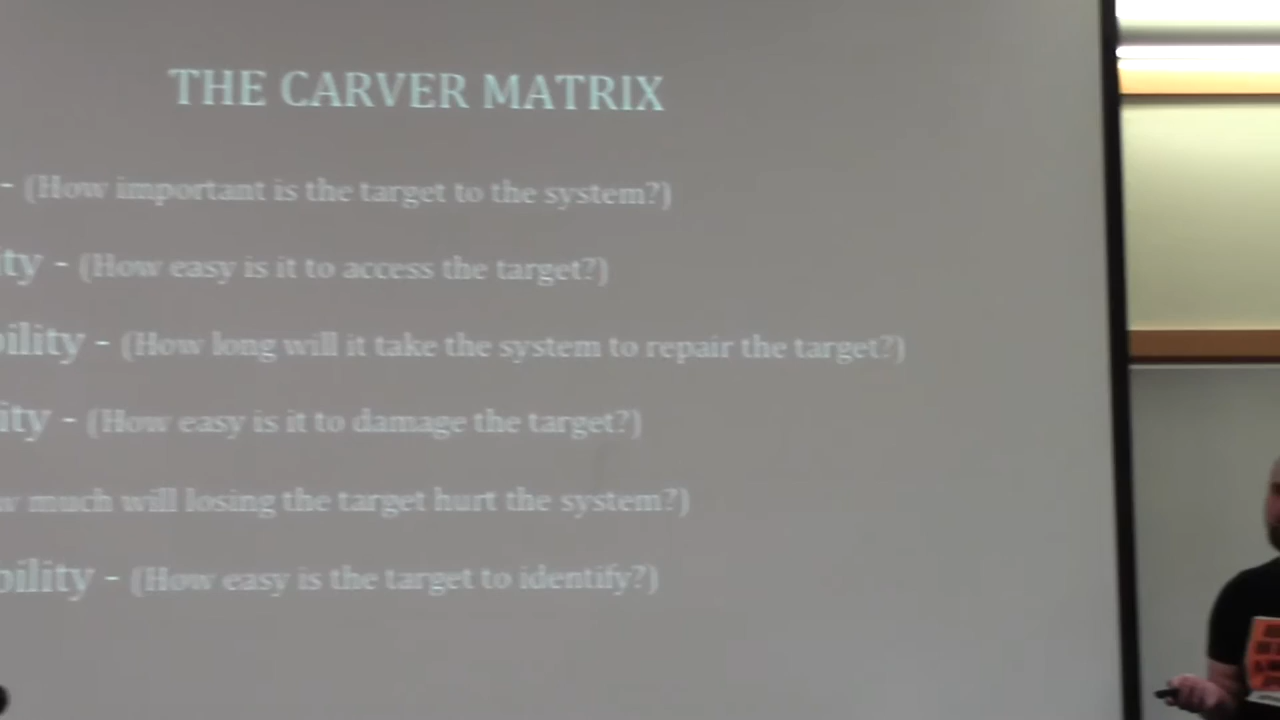 THE CARVER MATRIX
- (How important is the target to the system?)
ity - (How easy is it to access the target?)
bility - (How long will it take the system to repair the target?)
ity - (How easy is it to damage the target?)
w much will losing the target hurt the system?)
bility - (How easy is the target to identify?)